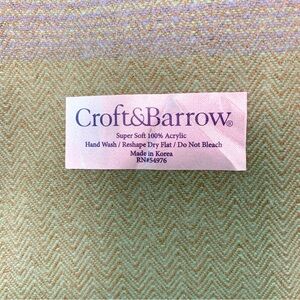 Croft&Barrow®
Super Soft 100% Acrylic
Hand Wash / Reshape Dry Flat / Do Not Bleach
Made in Korea
RN#54976